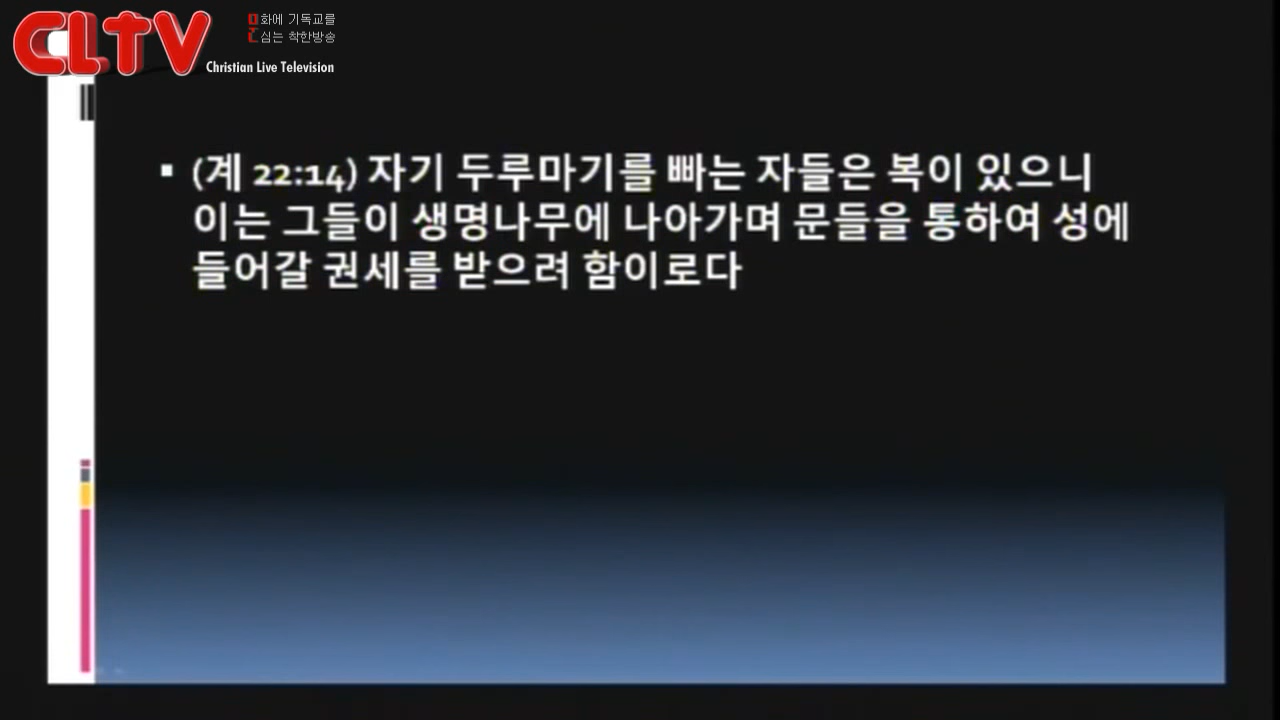 CLTV
미화에 기독교를
심는 착한방송
Christian Live Television
(계 22:14) 자기 두루마기를 빠는 자들은 복이 있으니
이는 그들이 생명나무에 나아가며 문들을 통하여 성에
들어갈 권세를 받으려 함이로다